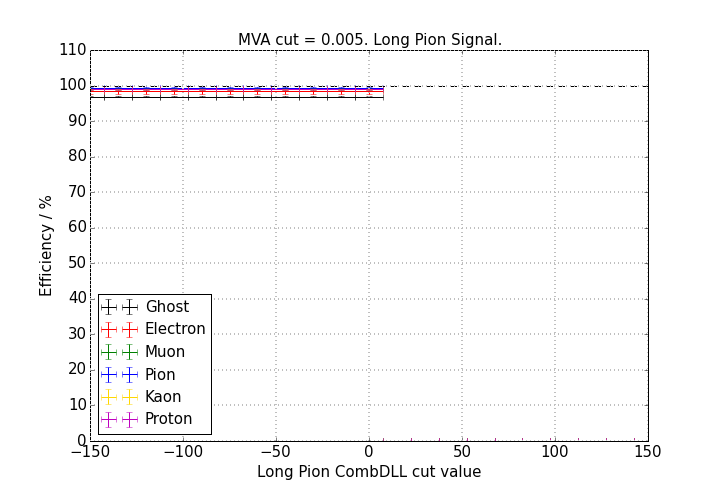 MVA cut = 0.005. Long Pion Signal.
110
100
90
80
70
60
50
40
30
20
10
0
Efficiency / %
Ghost
Electron
Muon
Pion
Kaon
Proton
−150 −100 −50 0 50 100 150
Long Pion CombDLL cut value